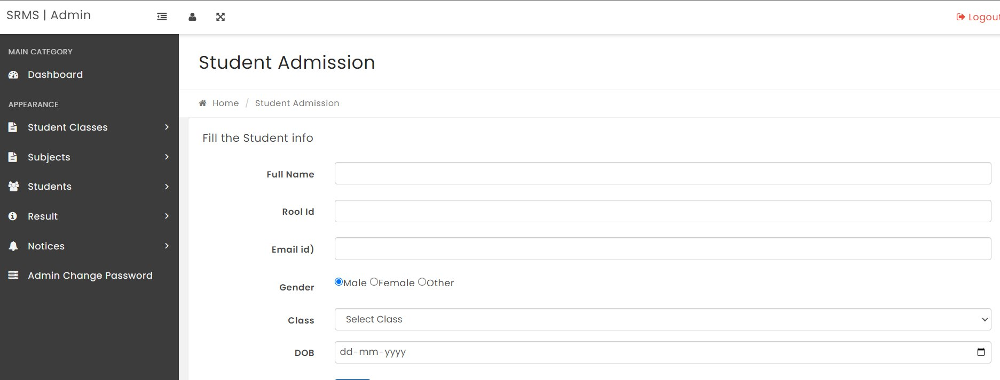 SRMS | Admin
Logout
MAIN CATEGORY
Dashboard
APPEARANCE
Student Classes
Subjects
Students
Result
Notices
Admin Change Password
Student Admission
Home / Student Admission
Fill the Student info
Full Name
Rool Id
Email id)
Gender Male Female Other
Class Select Class
DOB dd-mm-yyyy